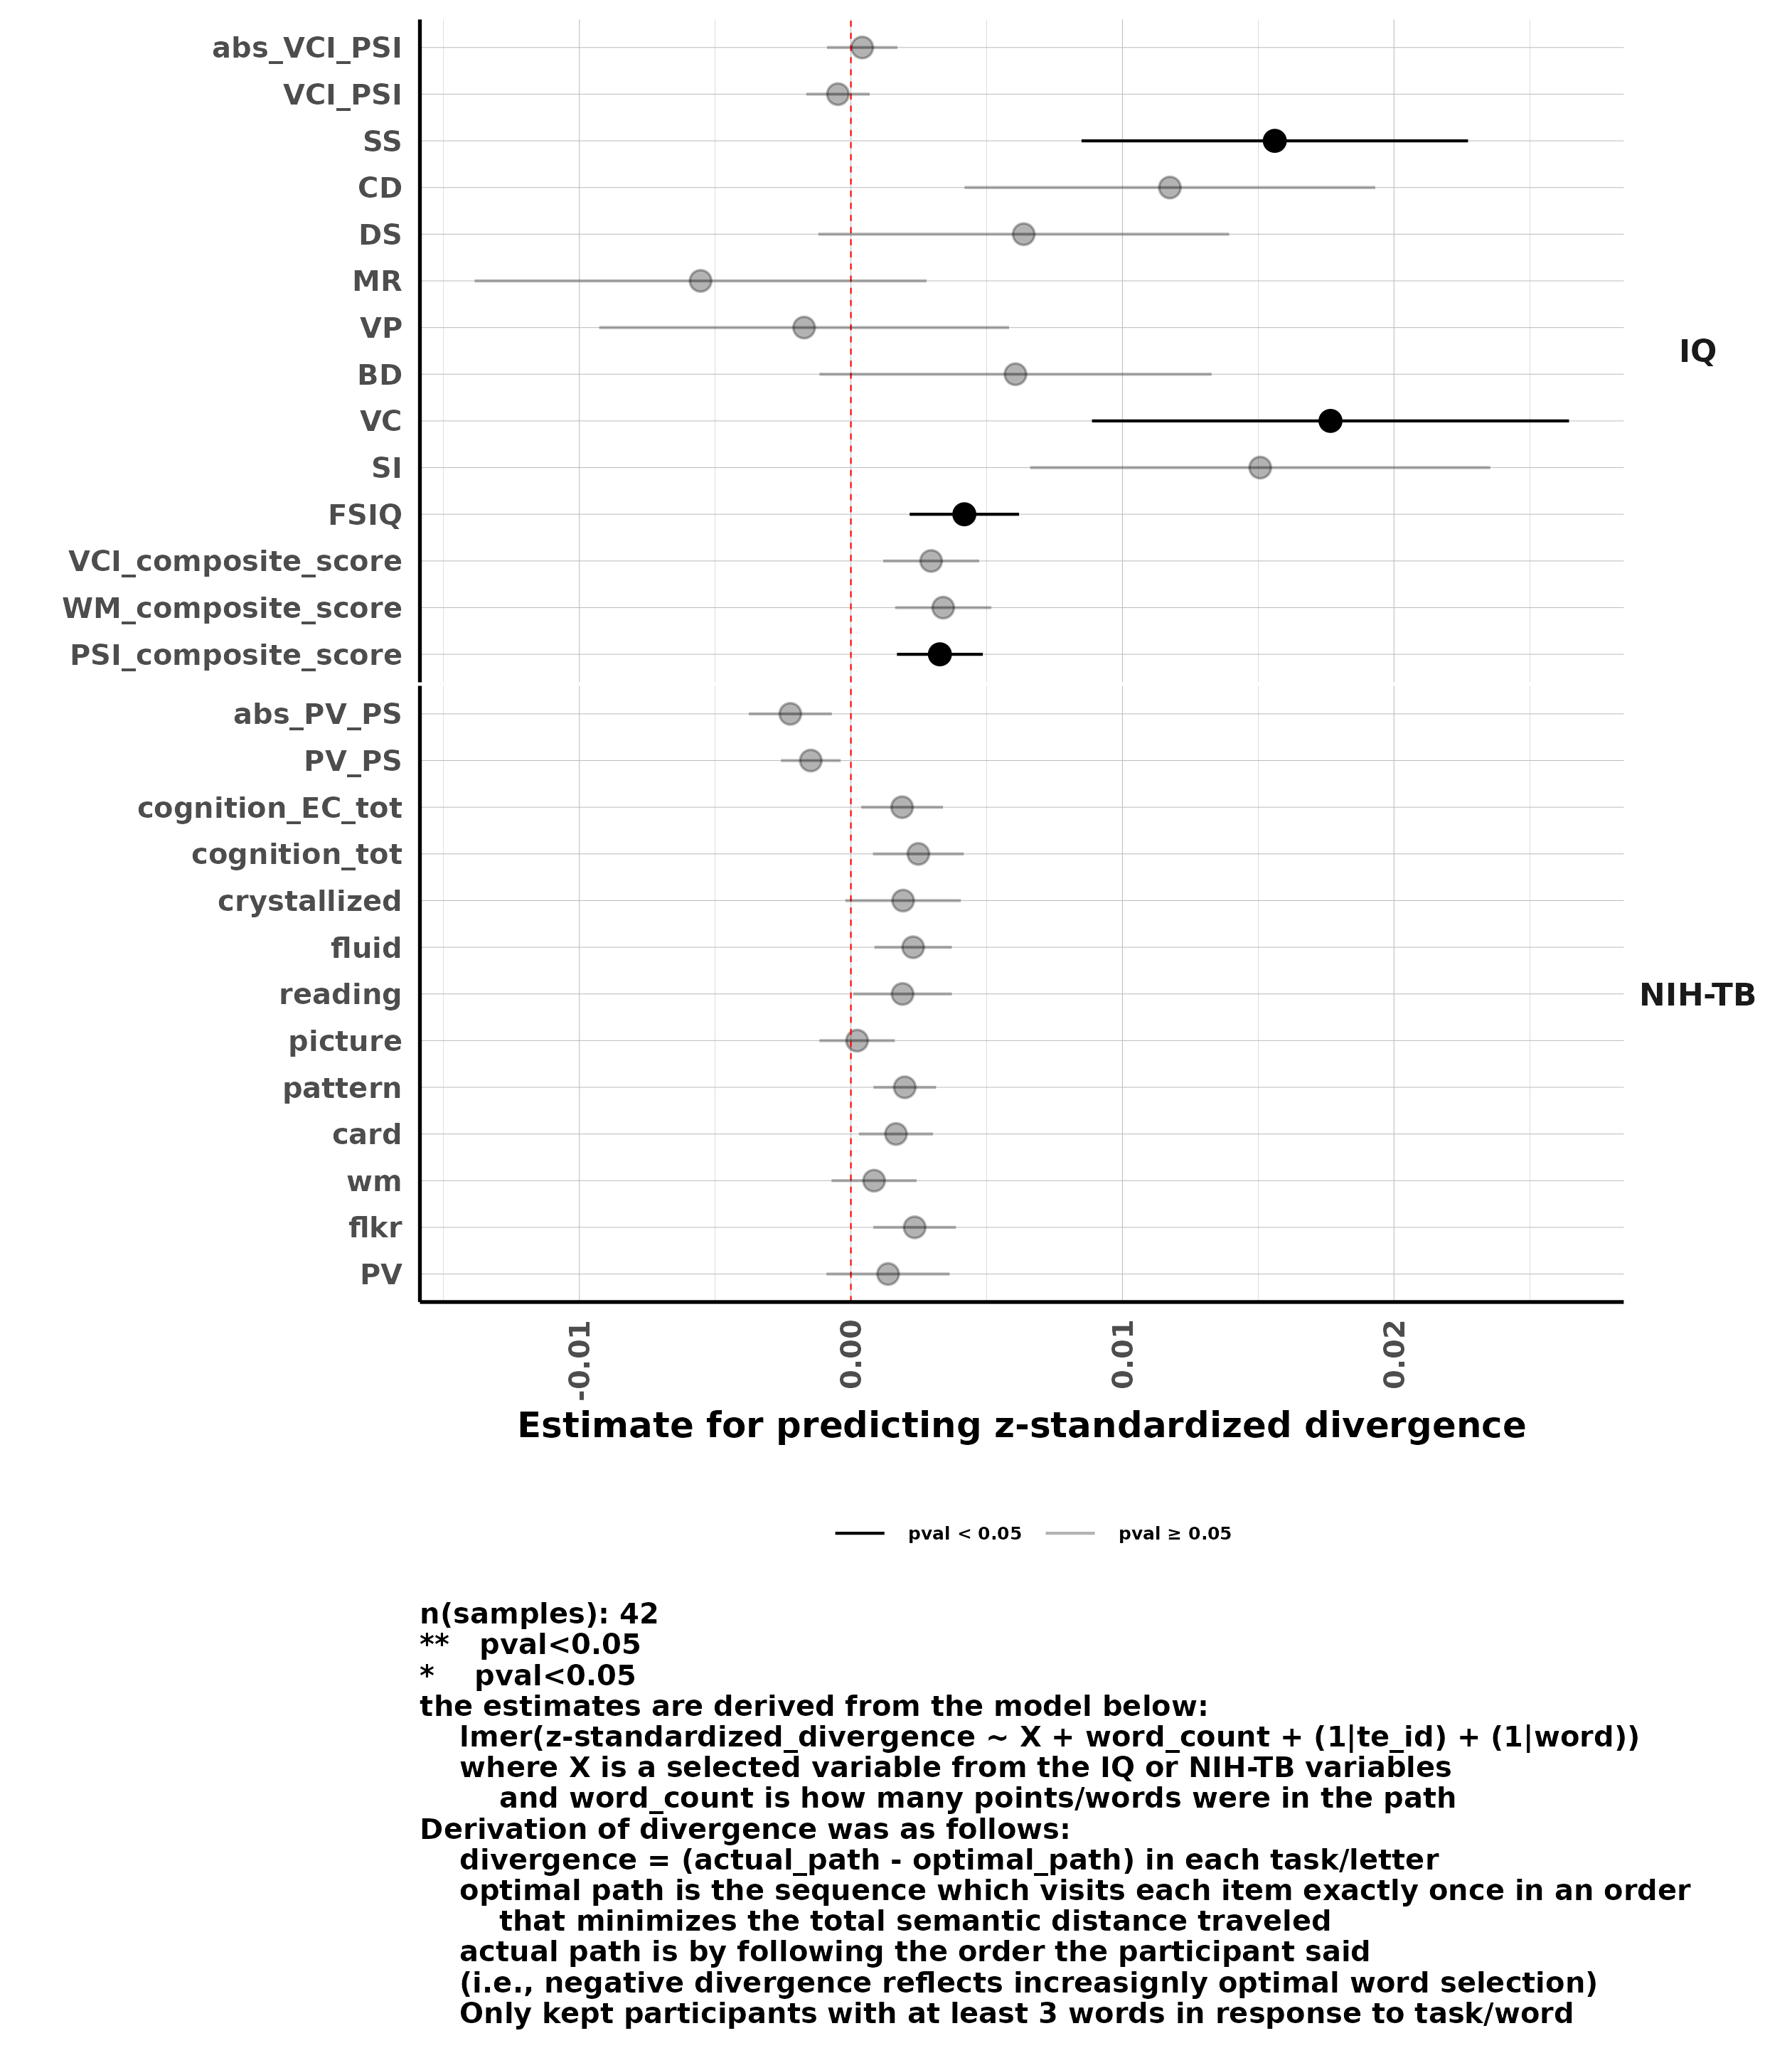 abs_VCI_PSI
VCI_PSI
SS
CD
DS
MR
VP
BD
VC
SI
FSIQ
VCI_composite_score
WM_composite_score
PSI_composite_score
IQ
abs_PV_PS
PV_PS
cognition_EC_tot
cognition_tot
crystallized
fluid
reading
picture
pattern
card
wm
flkr
PV
NIH-TB
-0.01
0.00
0.01
0.02
Estimate for predicting z-standardized divergence
pval < 0.05 pval ≥ 0.05
n(samples): 42
** pval<0.05
* pval<0.05
the estimates are derived from the model below:
lmer(z-standardized_divergence ~ X + word_count + (1|te_id) + (1|word))
where X is a selected variable from the IQ or NIH-TB variables
and word_count is how many points/words were in the path
Derivation of divergence was as follows:
divergence = (actual_path - optimal_path) in each task/letter
optimal path is the sequence which visits each item exactly once in an order
that minimizes the total semantic distance traveled
actual path is by following the order the participant said
(i.e., negative divergence reflects increasignly optimal word selection)
Only kept participants with at least 3 words in response to task/word